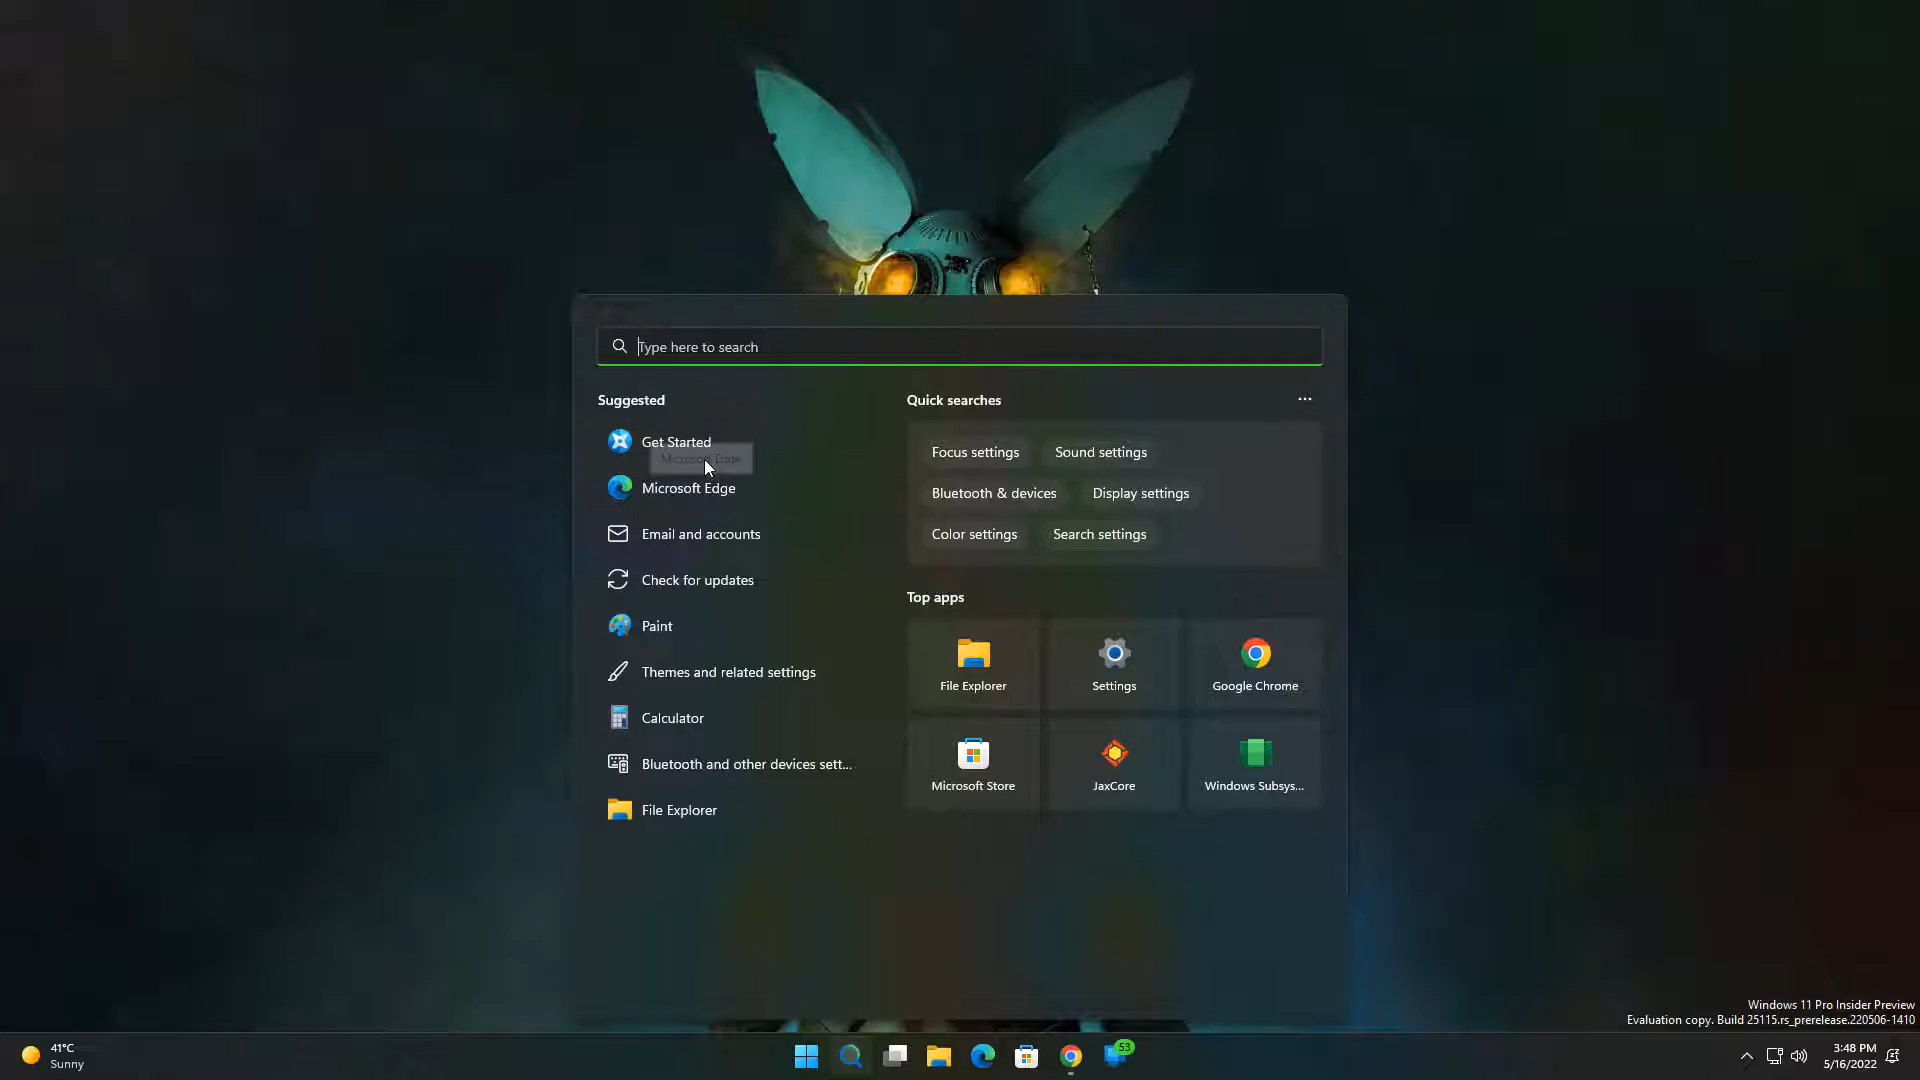 Type here to search
Suggested
Get Started
Microsoft Edge
Microsoft Edge
Email and accounts
Check for updates
Paint
Themes and related settings
Calculator
Bluetooth and other devices sett...
File Explorer
Quick searches
Focus settings
Sound settings
Bluetooth & devices
Display settings
Color settings
Search settings
Top apps
File Explorer
Settings
Google Chrome
Microsoft Store
JaxCore
Windows Subsys...
Windows 11 Pro Insider Preview
Evaluation copy. Build 25115.rs_prerelease.220506-1410
41°C
Sunny
53
3:48 PM
5/16/2022